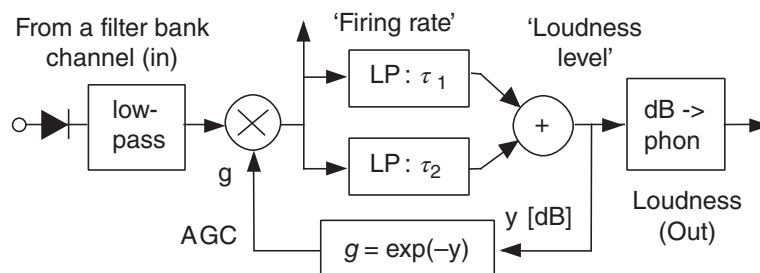 From a filter bank
channel (in)
'Firing rate'
'Loudness
level'
low-
pass
LP: τ 1
LP: τ2
+
dB ->
phon
g
AGC
g = exp(–y)
y [dB]
Loudness
(Out)